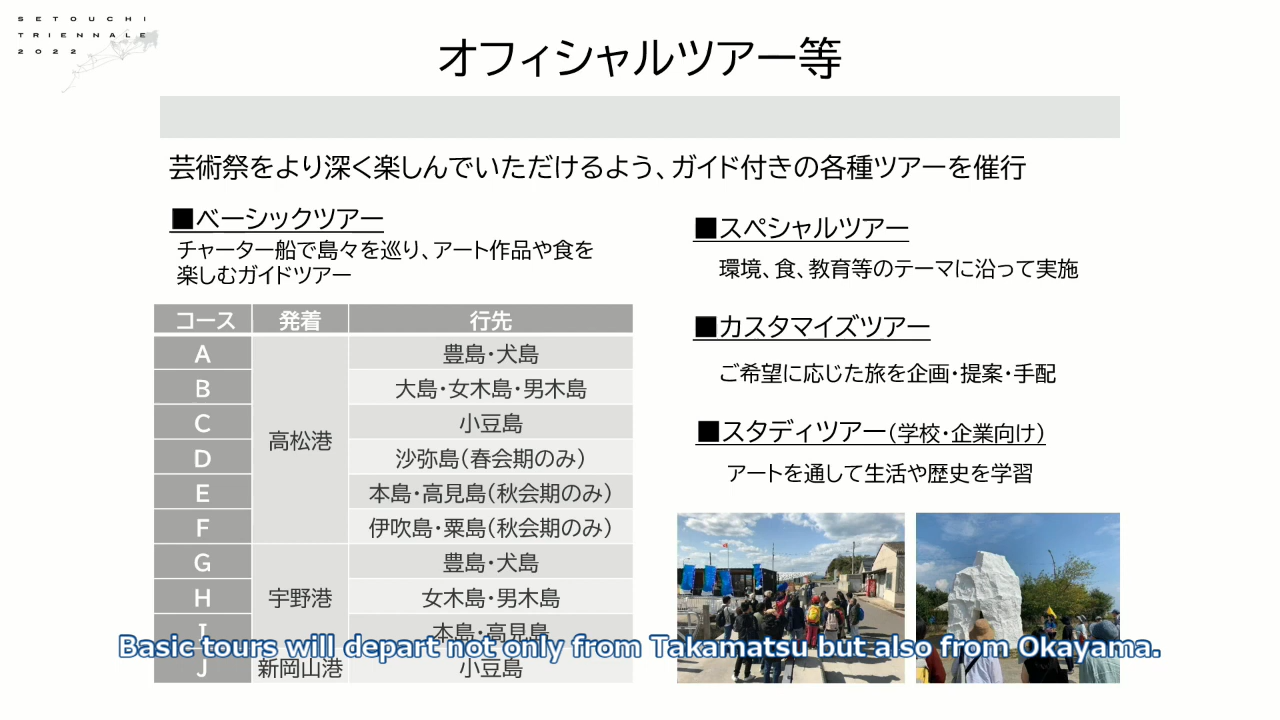 SETOUCHI
TRIENNALE
2022
オフィシャルツアー等
芸術祭をより深く楽しんでいただけるよう、ガイド付きの各種ツアーを催行
■ベーシックツアー
チャーター船で島々を巡り、アート作品や食を
楽しむガイドツアー
コース 発着 行先
A 高松港 豊島・犬島
B 大島・女木島・男木島
C 小豆島
D 沙弥島(春会期のみ)
E 本島・高見島(秋会期のみ)
F 伊吹島・粟島(秋会期のみ)
G 宇野港 豊島・犬島
H 女木島・男木島
I 本島・高見島
J 新岡山港 小豆島
■スペシャルツアー
環境、食、教育等のテーマに沿って実施
■カスタマイズツアー
ご希望に応じた旅を企画・提案・手配
■スタディツアー(学校・企業向け)
アートを通して生活や歴史を学習
Basic tours will depart not only from Takamatsu but also from Okayama.